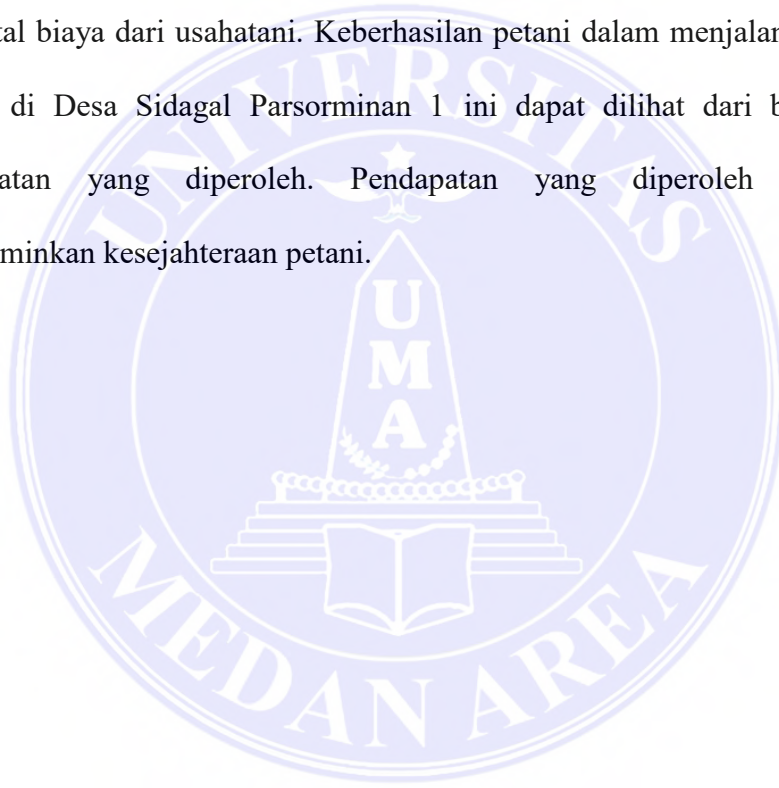 tal biaya dari usahatani. Keberhasilan petani dalam menjalan
di Desa Sidagal Parsorminan 1 ini dapat dilihat dari b
atan yang diperoleh. Pendapatan yang diperoleh
minkan kesejahteraan petani.
UNIVERSITAS
UMA
MEDAN AREA